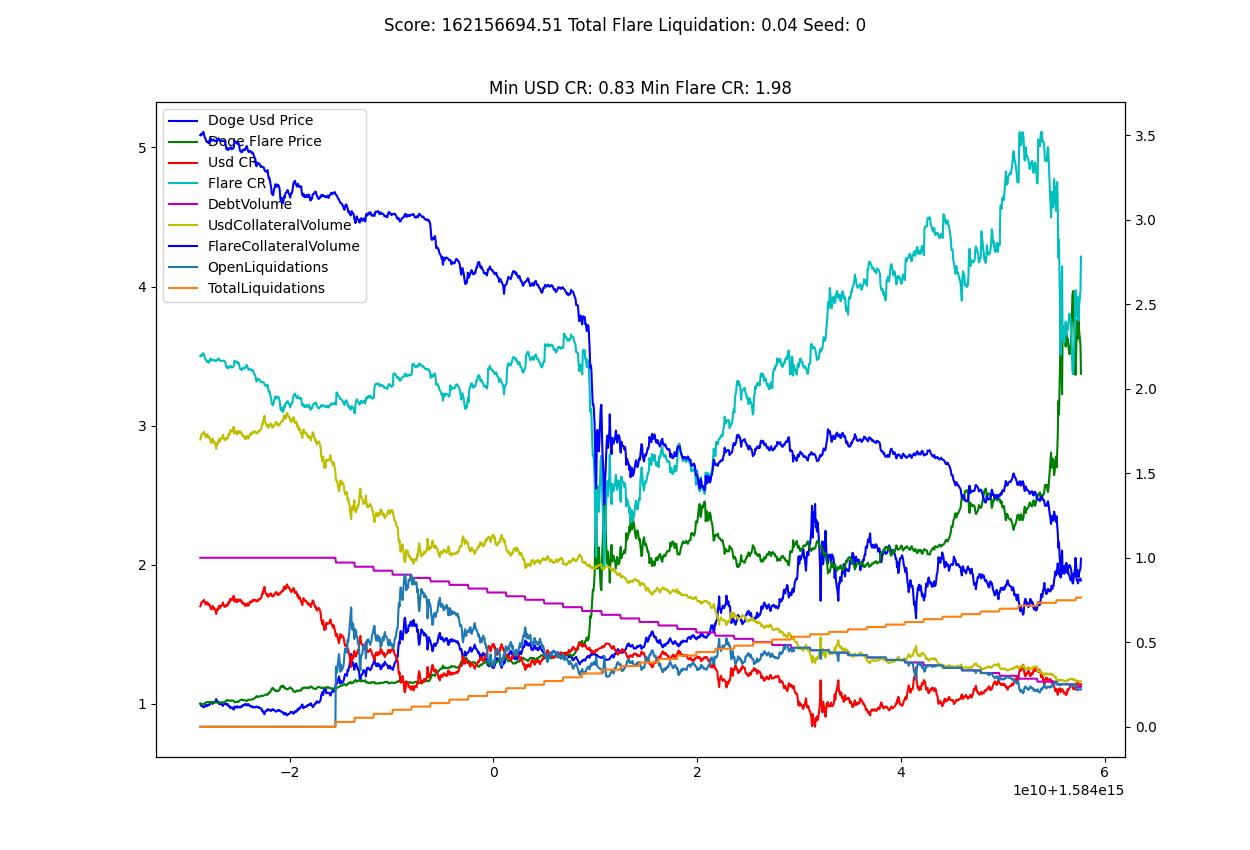 Score: 162156694.51 Total Flare Liquidation: 0.04 Seed: 0
Min USD CR: 0.83 Min Flare CR: 1.98
Doge Usd Price
Doge Flare Price
Usd CR
Flare CR
DebtVolume
UsdCollateralVolume
FlareCollateralVolume
OpenLiquidations
TotalLiquidations
5
4
3
2
1
3.5
3.0
2.5
2.0
1.5
1.0
0.5
0.0
−2
0
2
4
6
1e10+1.584e15